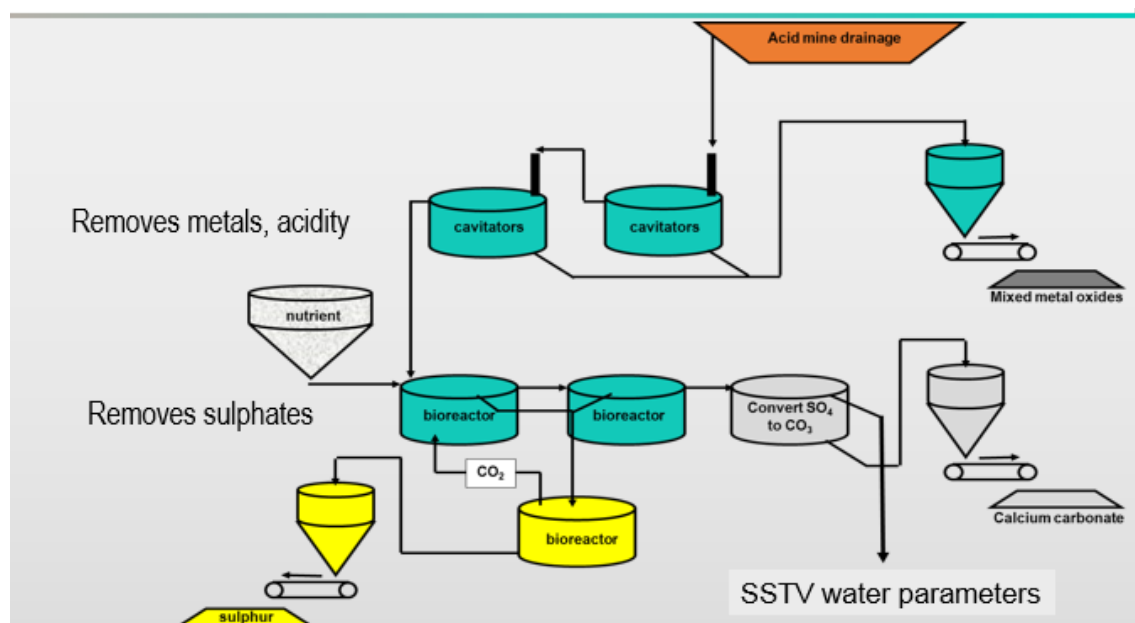 Acid mine drainage
Removes metals, acidity
cavitators
cavitators
Mixed metal oxides
nutrient
Removes sulphates
bioreactor
bioreactor
Convert SO₄
to CO₃
CO₂
bioreactor
Calcium carbonate
SSTV water parameters
sulphur